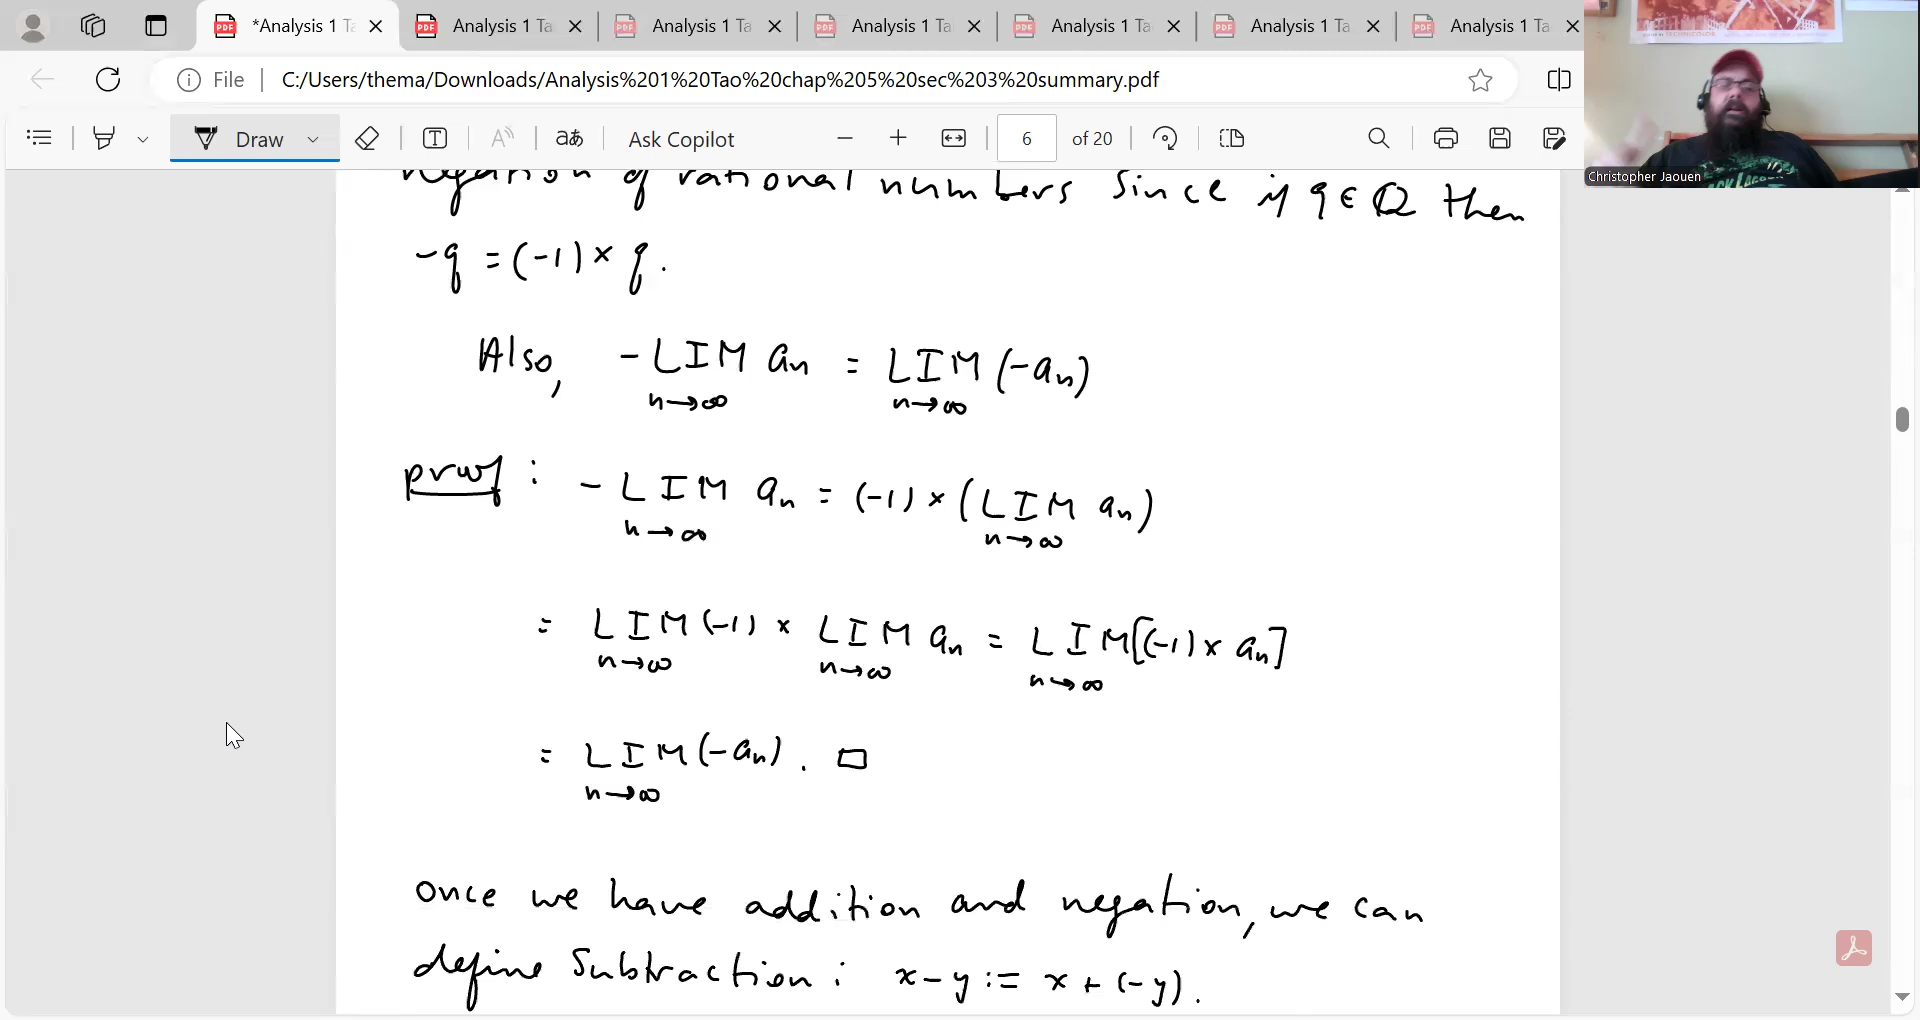 *Analysis 1 Ta
Analysis 1 Ta
Analysis 1 Ta
Analysis 1 Ta
Analysis 1 Ta
Analysis 1 Ta
Analysis 1 Ta
File
C:/Users/thema/Downloads/Analysis%201%20Tao%20chap%205%20sec%203%20summary.pdf
Draw
aあ
Ask Copilot
6 of 20
Christopher Jaouen
negation of rational numbers since if q ∈ ℚ then
-q = (-1) × q.
Also, - LIM an = LIM (-an)
n→∞ n→∞
proof : - LIM an = (-1) × (LIM an)
n→∞ n→∞
= LIM (-1) × LIM an = LIM[(-1) × an]
n→∞ n→∞ n→∞
= LIM (-an). □
n→∞
once we have addition and negation, we can
define subtraction : x - y := x + (-y).